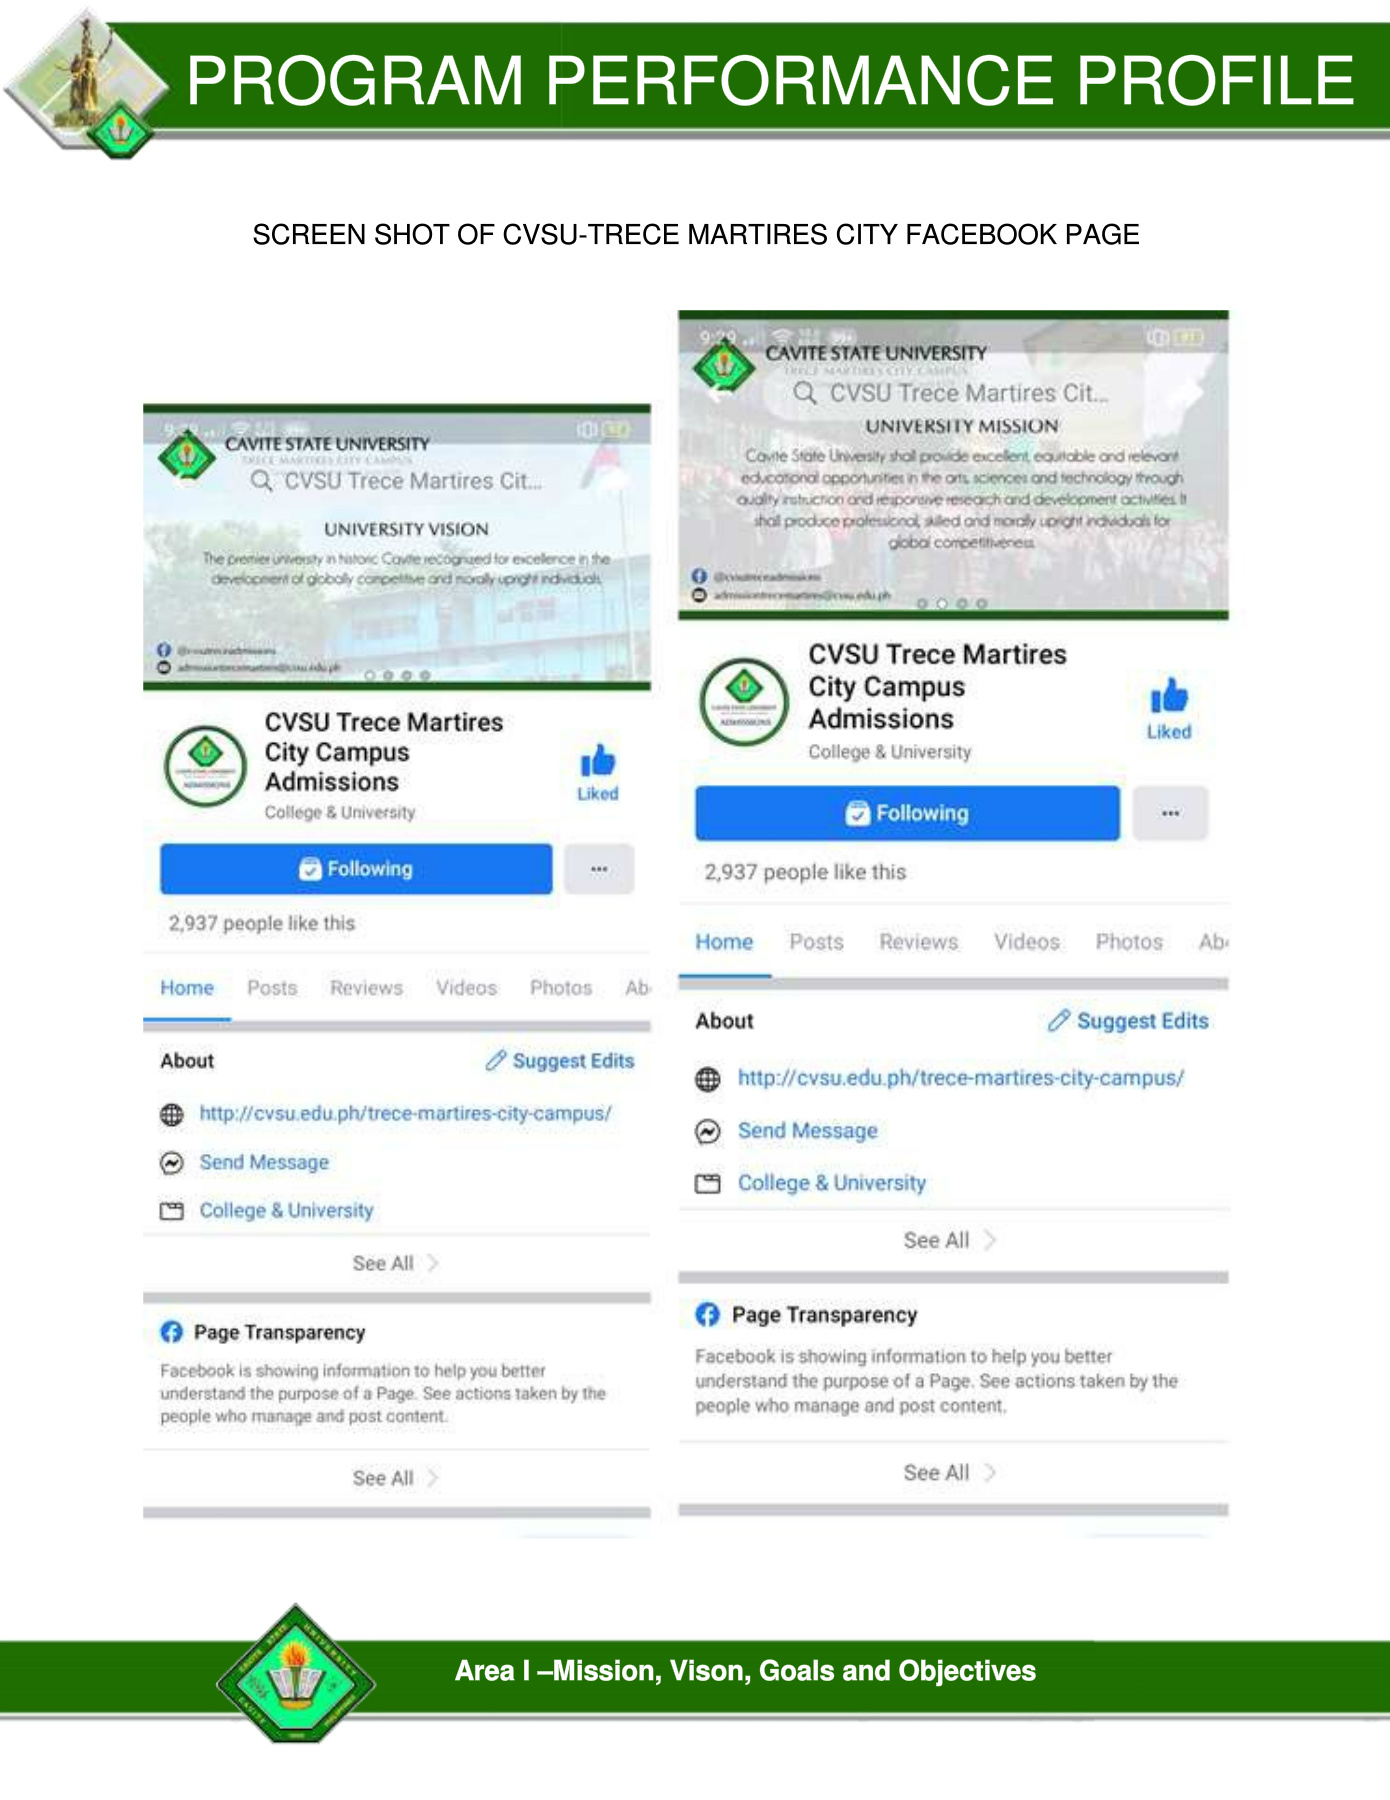 PROGRAM PERFORMANCE PROFILE
SCREEN SHOT OF CVSU-TRECE MARTIRES CITY FACEBOOK PAGE
CAVITE STATE UNIVERSITY
TRECE MARTIRES CITY CAMPUS
CVSU Trece Martires Cit...
UNIVERSITY VISION
The premier university in historic Cavite recognized for excellence in the
development of globally competitive and morally upright individuals.
@cvsutreceadmissions
admissiontrecemartires@cvsu.edu.ph
CVSU Trece Martires
City Campus
Admissions
College & University
Liked
Following
...
2,937 people like this
Home Posts Reviews Videos Photos Ab
About
Suggest Edits
http://cvsu.edu.ph/trece-martires-city-campus/
Send Message
College & University
See All
Page Transparency
Facebook is showing information to help you better
understand the purpose of a Page. See actions taken by the
people who manage and post content.
See All
9:29
CAVITE STATE UNIVERSITY
TRECE MARTIRES CITY CAMPUS
CVSU Trece Martires Cit...
UNIVERSITY MISSION
Cavite State University shall provide excellent, equitable and relevant
educational opportunities in the arts, sciences and technology through
quality instruction and responsive research and development activities. It
shall produce professional, skilled and morally upright individuals for
global competitiveness.
@cvsutreceadmissions
admissiontrecemartires@cvsu.edu.ph
CVSU Trece Martires
City Campus
Admissions
College & University
Liked
Following
...
2,937 people like this
Home Posts Reviews Videos Photos Ab
About
Suggest Edits
http://cvsu.edu.ph/trece-martires-city-campus/
Send Message
College & University
See All
Page Transparency
Facebook is showing information to help you better
understand the purpose of a Page. See actions taken by the
people who manage and post content.
See All
CAVITE STATE UNIVERSITY
Area I –Mission, Vison, Goals and Objectives